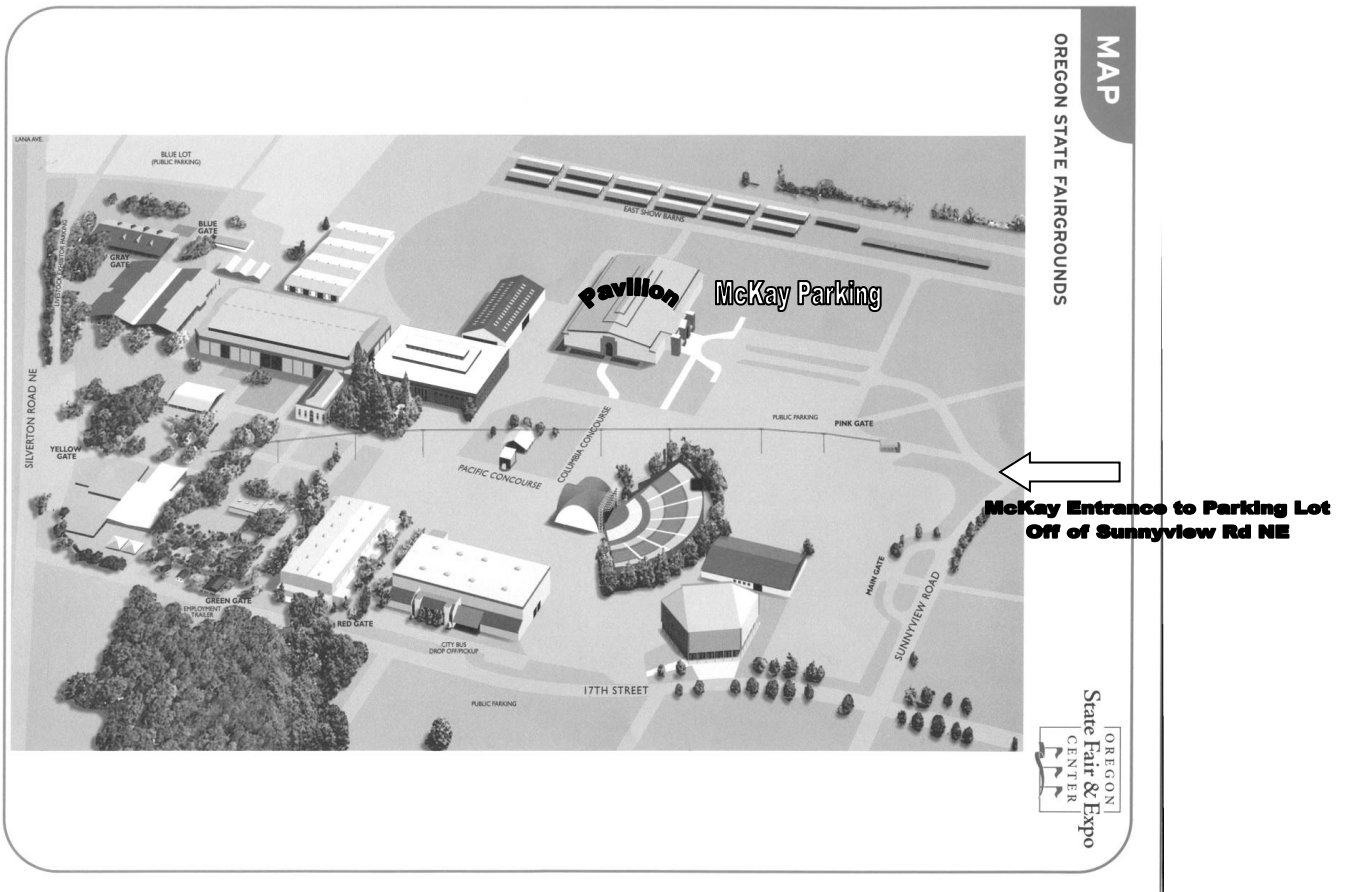 MAP
OREGON STATE FAIRGROUNDS
LANA AVE.
BLUE LOT
(PUBLIC PARKING)
BLUE
GATE
GRAY
GATE
LIVESTOCK EXHIBITOR PARKING
EAST SHOW BARNS
Pavilion
McKay Parking
SILVERTON ROAD NE
YELLOW
GATE
PACIFIC CONCOURSE
COLUMBIA CONCOURSE
PUBLIC PARKING
PINK GATE
McKay Entrance to Parking Lot
Off of Sunnyview Rd NE
MAIN GATE
SUNNYVIEW ROAD
GREEN GATE
EMPLOYMENT
TRAILER
RED GATE
CITY BUS
DROP OFF/PICKUP
17TH STREET
PUBLIC PARKING
OREGON
State Fair & Expo
CENTER